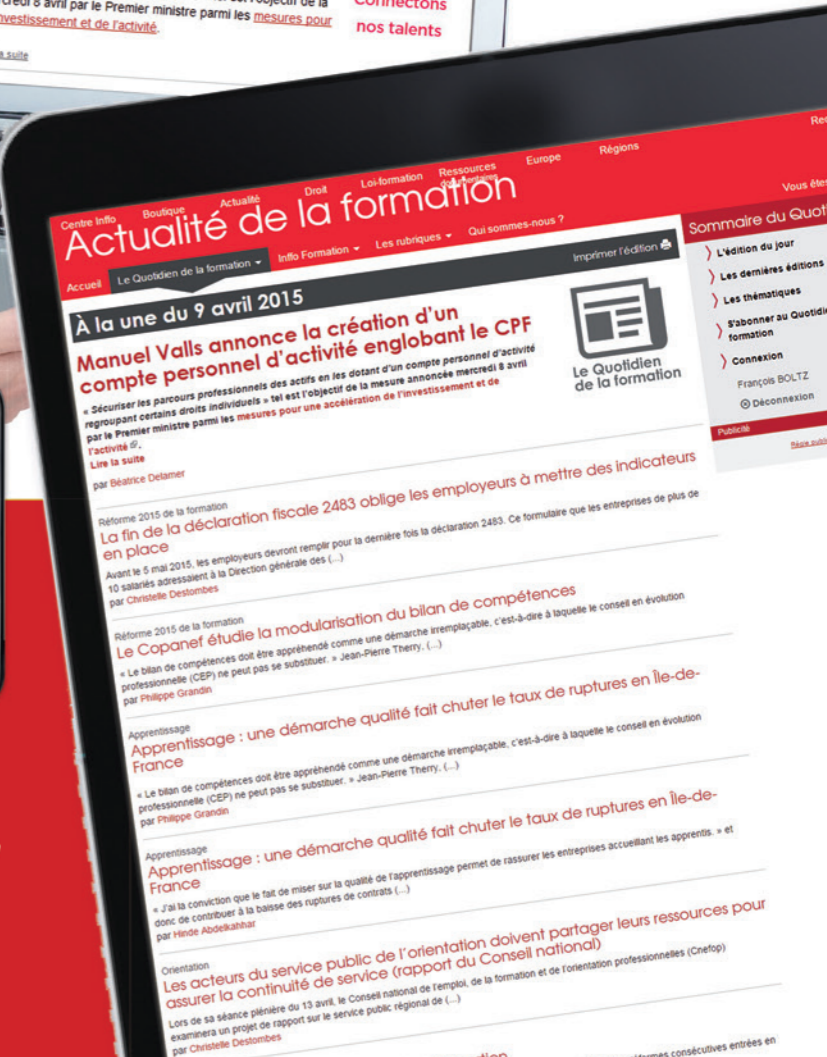 credi 8 avril par le Premier ministre parmi les mesures pour
investissement et de l'activité.
a suite
Connectons
nos talents
Centre Inffo Boutique Actualité Droit Loi-formation Ressources documentaires Europe Régions
Actualité de la formation
Vous êtes
Accueil Le Quotidien de la formation Inffo Formation Les rubriques Qui sommes-nous ?
À la une du 9 avril 2015
Imprimer l'édition
Manuel Valls annonce la création d'un
compte personnel d'activité englobant le CPF
« Sécuriser les parcours professionnels des actifs en les dotant d'un compte personnel d'activité
regroupant certains droits individuels » tel est l'objectif de la mesure annoncée mercredi 8 avril
par le Premier ministre parmi les mesures pour une accélération de l'investissement et de
l'activité.
Lire la suite
par Béatrice Delamer
Le Quotidien
de la formation
Réforme 2015 de la formation
La fin de la déclaration fiscale 2483 oblige les employeurs à mettre des indicateurs
en place
Avant le 5 mai 2015, les employeurs devront remplir pour la dernière fois la déclaration 2483. Ce formulaire que les entreprises de plus de
10 salariés adressaient à la Direction générale des (...)
par Christelle Destombes
Réforme 2015 de la formation
Le Copanef étudie la modularisation du bilan de compétences
« Le bilan de compétences doit être appréhendé comme une démarche irremplaçable, c'est-à-dire à laquelle le conseil en évolution
professionnelle (CEP) ne peut pas se substituer. » Jean-Pierre Therry, (...)
par Philippe Grandin
Apprentissage
Apprentissage : une démarche qualité fait chuter le taux de ruptures en Île-de-
France
« Le bilan de compétences doit être appréhendé comme une démarche irremplaçable, c'est-à-dire à laquelle le conseil en évolution
professionnelle (CEP) ne peut pas se substituer. » Jean-Pierre Therry, (...)
par Philippe Grandin
Apprentissage
Apprentissage : une démarche qualité fait chuter le taux de ruptures en Île-de-
France
« J'ai la conviction que le fait de miser sur la qualité de l'apprentissage permet de rassurer les entreprises accueillant les apprentis. » et
donc de contribuer à la baisse des ruptures de contrats (...)
par Hinde Abdelkahhar
Orientation
Les acteurs du service public de l'orientation doivent partager leurs ressources pour
assurer la continuité de service (rapport du Conseil national)
Lors de sa séance plénière du 13 avril, le Conseil national de l'emploi, de la formation et de l'orientation professionnelles (Cnefop)
examinera un projet de rapport sur le service public régional de (...)
par Christelle Destombes
consécutives entrées en
Sommaire du Quoti
L'édition du jour
Les dernières éditions
Les thématiques
S'abonner au Quotidie
formation
Connexion
François BOLTZ
Déconnexion
Publicité
Régie publi